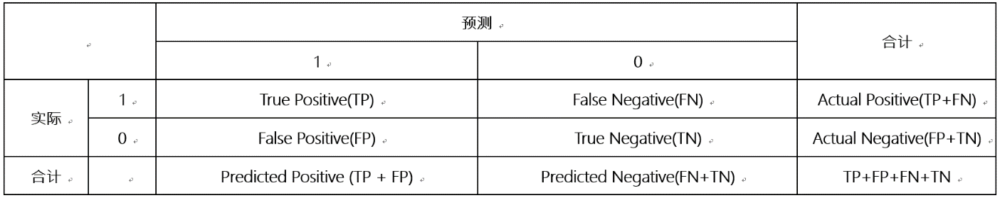 预测 合计
1 0
实际 1 True Positive(TP) False Negative(FN) Actual Positive(TP+FN)
0 False Positive(FP) True Negative(TN) Actual Negative(FP+TN)
合计 Predicted Positive (TP + FP) Predicted Negative(FN+TN) TP+FP+FN+TN